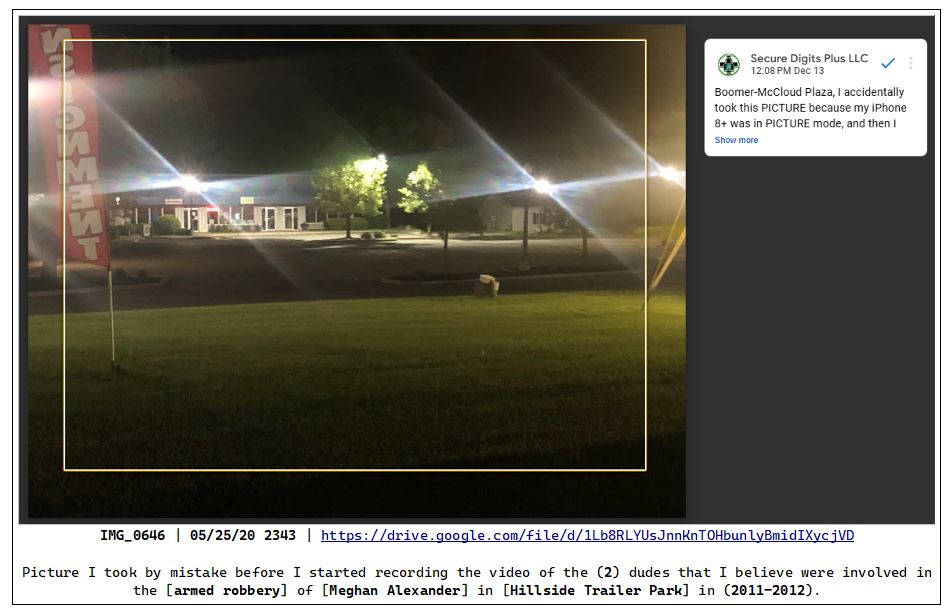 NSIGNMENT
Secure Digits Plus LLC
12:08 PM Dec 13
Boomer-McCloud Plaza, I accidentally
took this PICTURE because my iPhone
8+ was in PICTURE mode, and then I
Show more
IMG_0646 | 05/25/20 2343 | https://drive.google.com/file/d/1Lb8RLYUsJnnKnTOHbunlyBmidIXycjVD
Picture I took by mistake before I started recording the video of the (2) dudes that I believe were involved in
the [armed robbery] of [Meghan Alexander] in [Hillside Trailer Park] in (2011-2012).